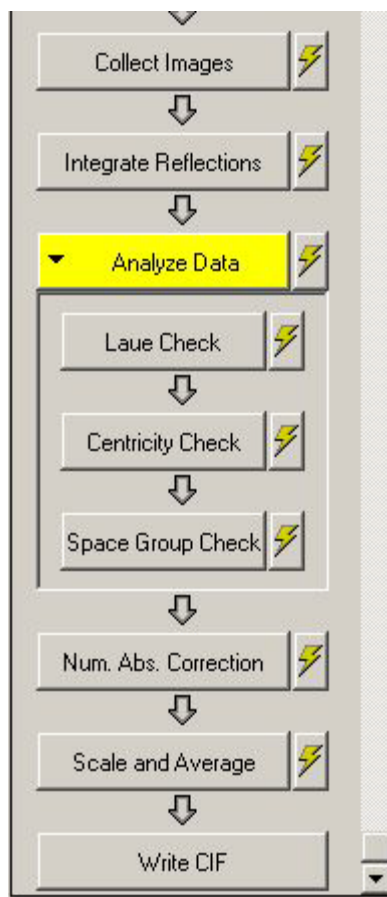 Collect Images
Integrate Reflections
Analyze Data
Laue Check
Centricity Check
Space Group Check
Num. Abs. Correction
Scale and Average
Write CIF